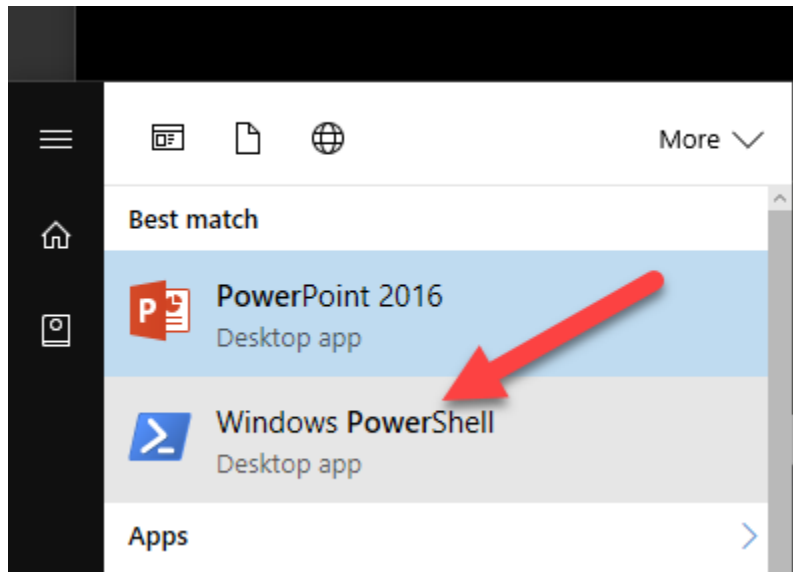 More
Best match
PowerPoint 2016
Desktop app
Windows PowerShell
Desktop app
Apps